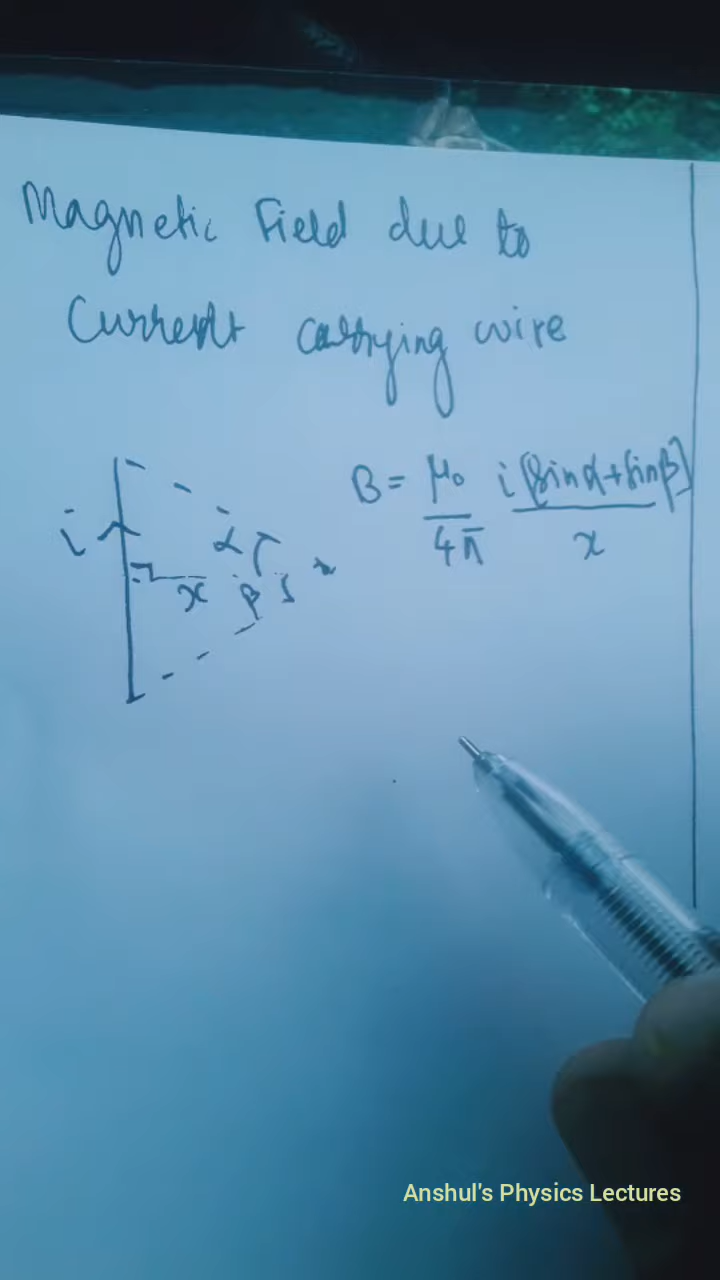 Magnetic Field due to
Current carrying wire
B = μ₀/4π i[sinα+sinβ]/x
i
α
x β
Anshul's Physics Lectures